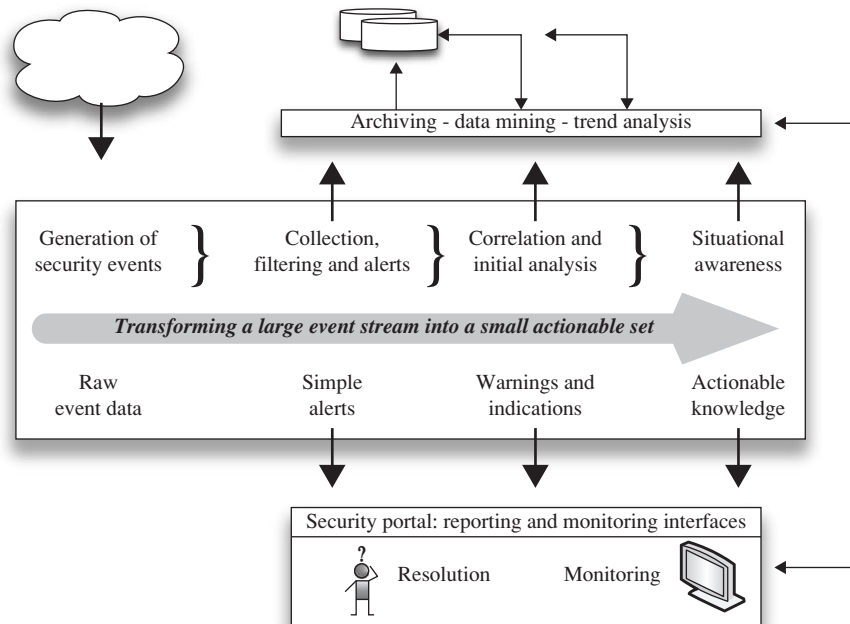 Archiving - data mining - trend analysis
Generation of
security events
}
Collection,
filtering and alerts
}
Correlation and
initial analysis
}
Situational
awareness
Transforming a large event stream into a small actionable set
Raw
event data
Simple
alerts
Warnings and
indications
Actionable
knowledge
Security portal: reporting and monitoring interfaces
?
Resolution
Monitoring